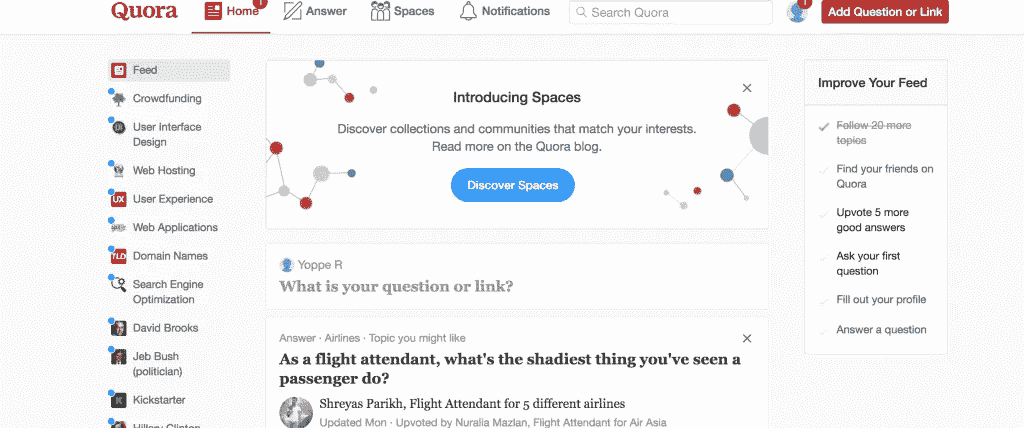 Quora
Home
1
Answer
Spaces
Notifications
Search Quora
1
Add Question or Link
Feed
Crowdfunding
User Interface
Design
Web Hosting
UX
User Experience
Web Applications
TLD
Domain Names
Search Engine
Optimization
David Brooks
Jeb Bush
(politician)
K
Kickstarter
Hillary Clinton
Introducing Spaces
Discover collections and communities that match your interests.
Read more on the Quora blog.
Discover Spaces
Yoppe R
What is your question or link?
Answer · Airlines · Topic you might like
As a flight attendant, what's the shadiest thing you've seen a
passenger do?
Shreyas Parikh, Flight Attendant for 5 different airlines
Updated Mon · Upvoted by Nuralia Mazlan, Flight Attendant for Air Asia
Improve Your Feed
Follow 20 more
topics
Find your friends on
Quora
Upvote 5 more
good answers
Ask your first
question
Fill out your profile
Answer a question